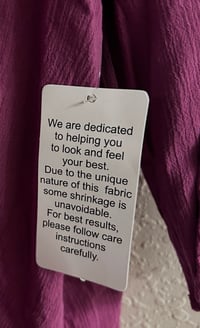 We are dedicated
to helping you
to look and feel
your best.
Due to the unique
nature of this fabric
some shrinkage is
unavoidable.
For best results,
please follow care
instructions
carefully.